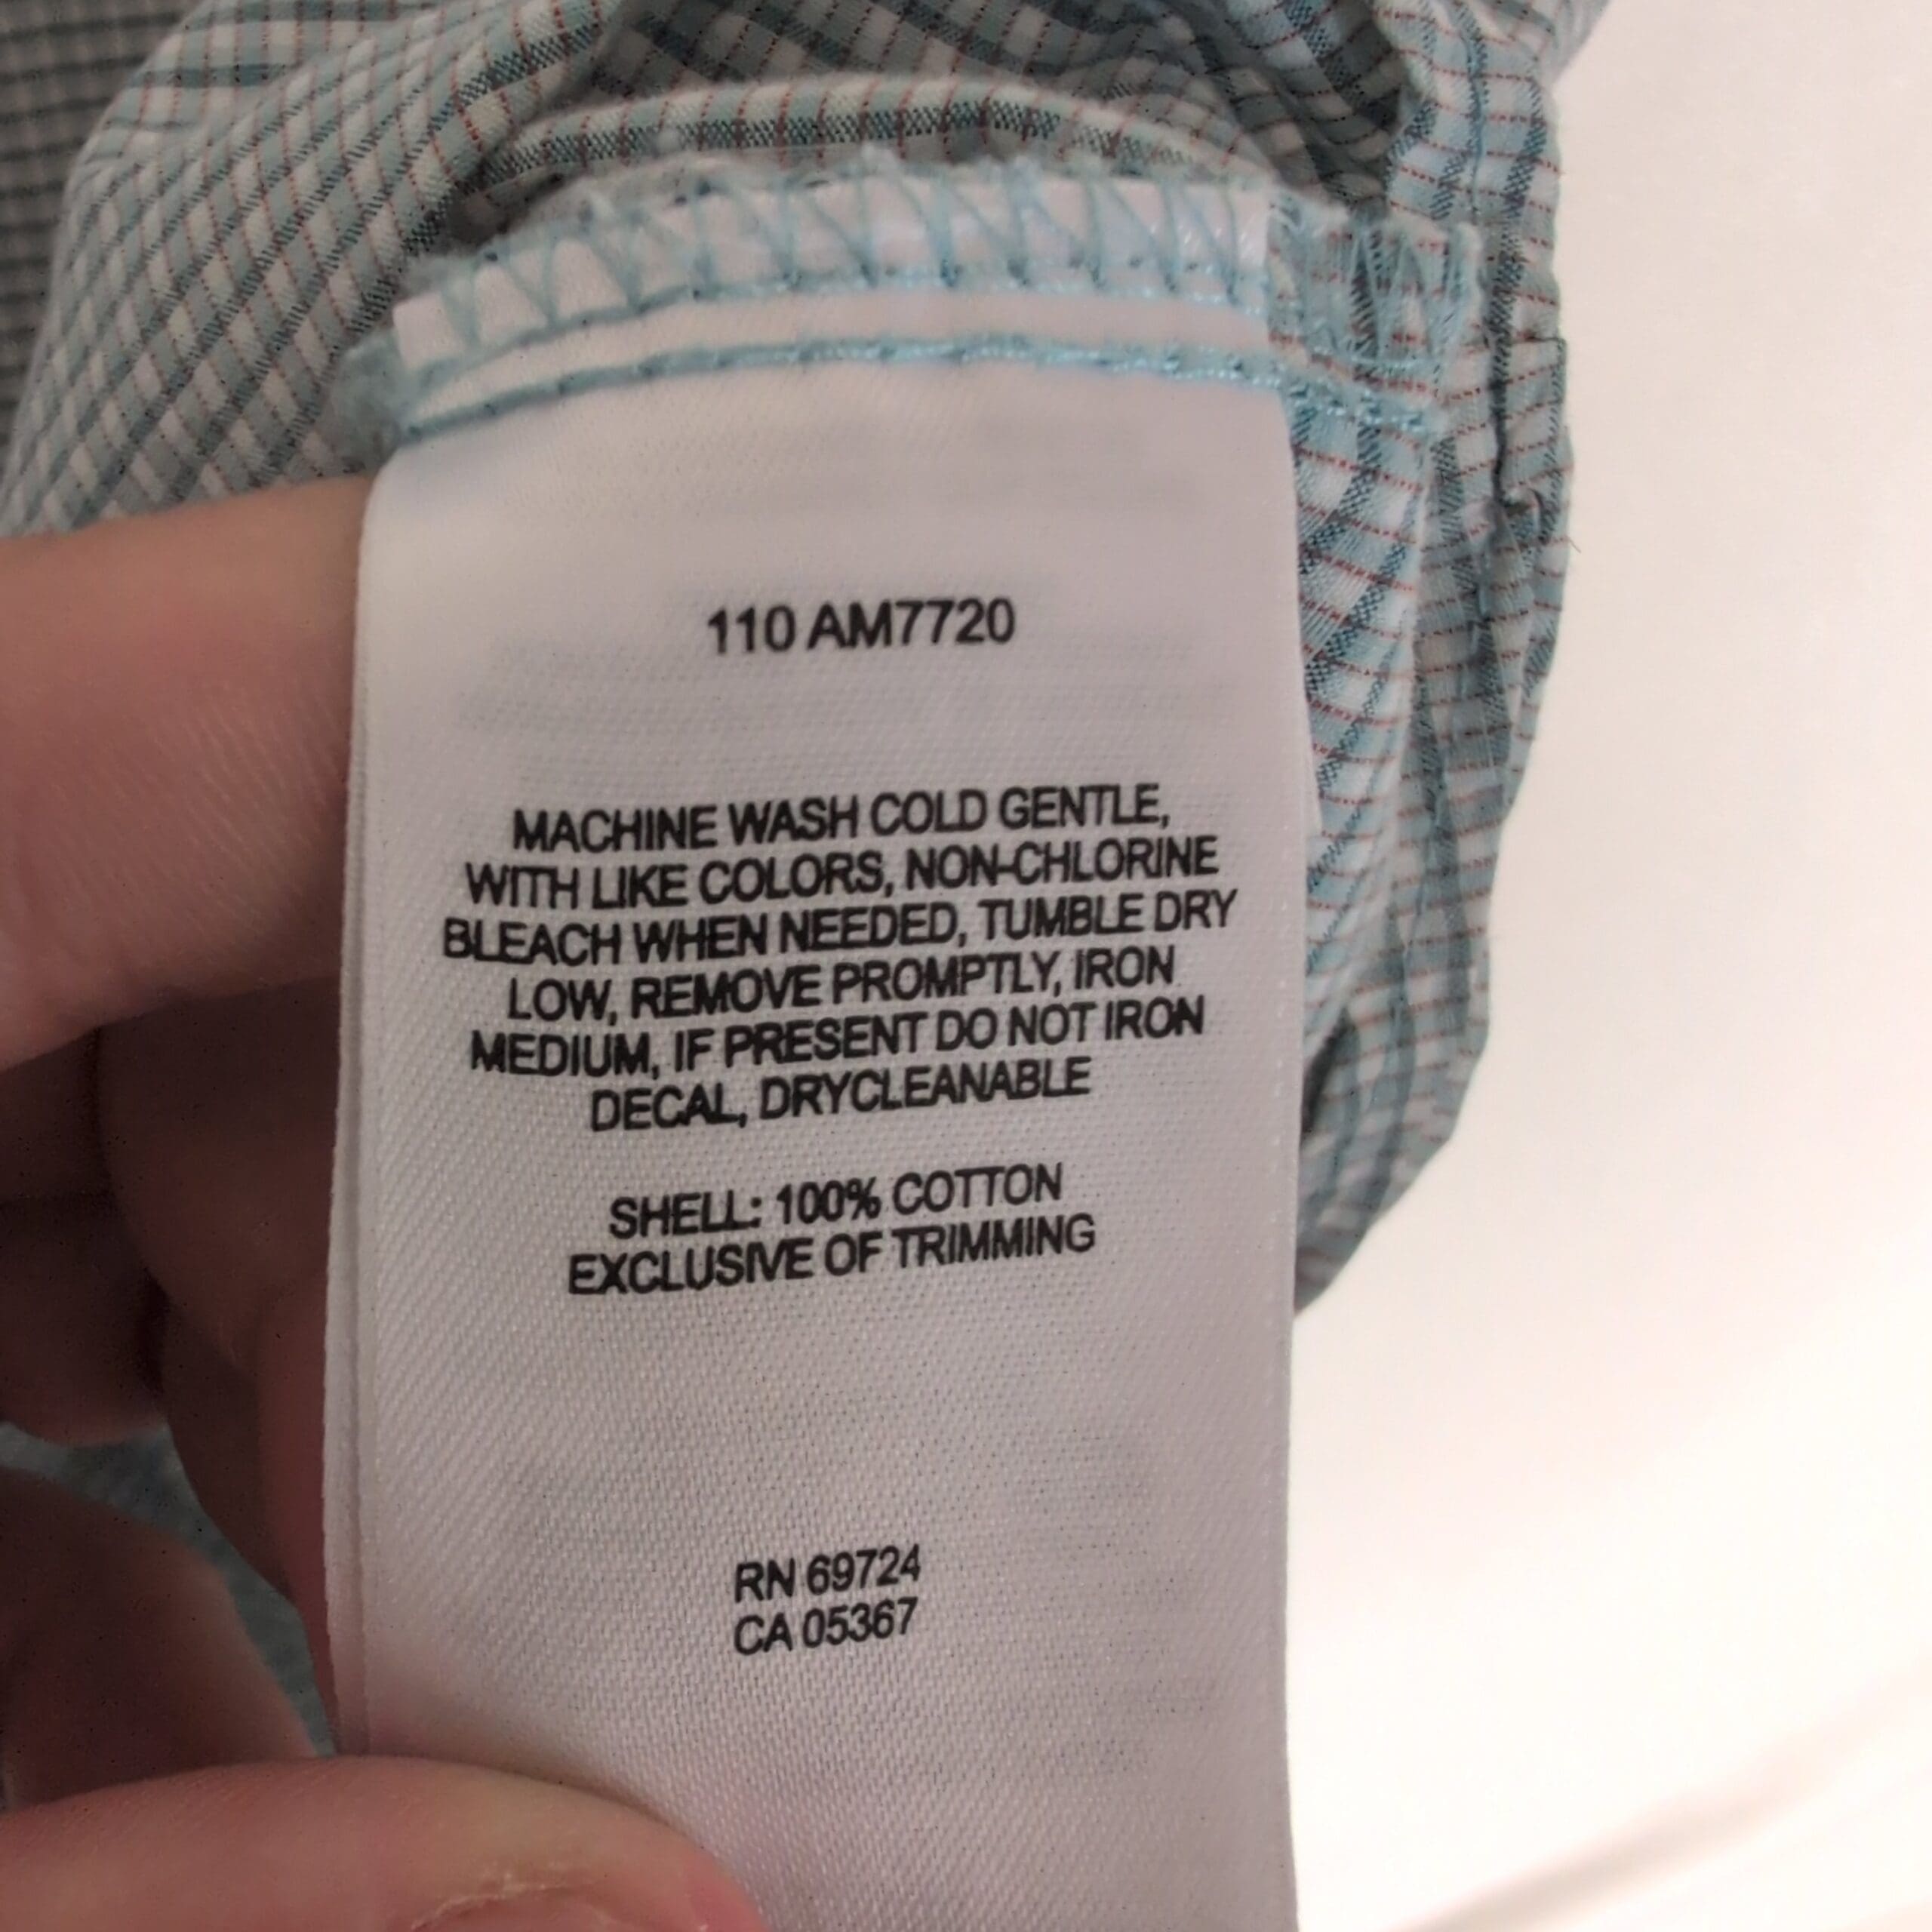 110 AM7720
MACHINE WASH COLD GENTLE,
WITH LIKE COLORS, NON-CHLORINE
BLEACH WHEN NEEDED, TUMBLE DRY
LOW, REMOVE PROMPTLY, IRON
MEDIUM, IF PRESENT DO NOT IRON
DECAL, DRYCLEANABLE
SHELL: 100% COTTON
EXCLUSIVE OF TRIMMING
RN 69724
CA 05367